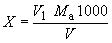 X = V₁ · Mₐ 1000 / V